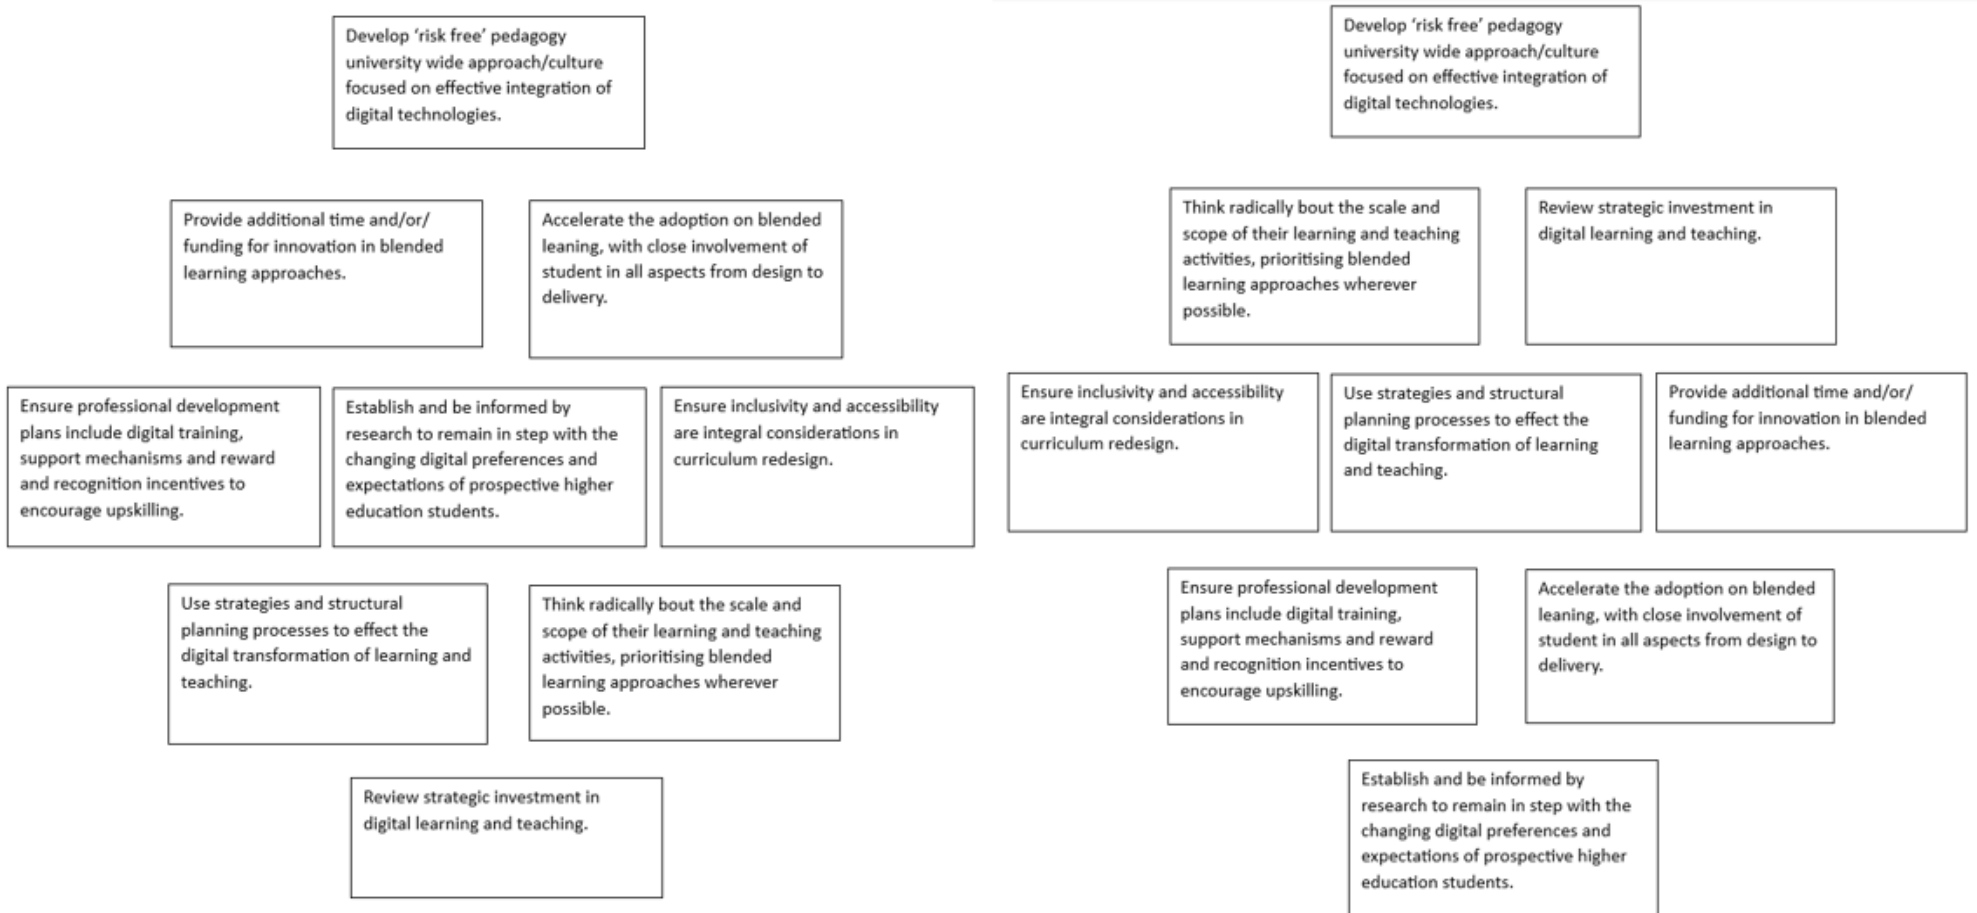 Develop ‘risk free’ pedagogy
university wide approach/culture
focused on effective integration of
digital technologies.
Provide additional time and/or/
funding for innovation in blended
learning approaches.
Accelerate the adoption on blended
leaning, with close involvement of
student in all aspects from design to
delivery.
Ensure professional development
plans include digital training,
support mechanisms and reward
and recognition incentives to
encourage upskilling.
Establish and be informed by
research to remain in step with the
changing digital preferences and
expectations of prospective higher
education students.
Ensure inclusivity and accessibility
are integral considerations in
curriculum redesign.
Use strategies and structural
planning processes to effect the
digital transformation of learning and
teaching.
Think radically bout the scale and
scope of their learning and teaching
activities, prioritising blended
learning approaches wherever
possible.
Review strategic investment in
digital learning and teaching.
Develop ‘risk free’ pedagogy
university wide approach/culture
focused on effective integration of
digital technologies.
Think radically bout the scale and
scope of their learning and teaching
activities, prioritising blended
learning approaches wherever
possible.
Review strategic investment in
digital learning and teaching.
Ensure inclusivity and accessibility
are integral considerations in
curriculum redesign.
Use strategies and structural
planning processes to effect the
digital transformation of learning
and teaching.
Provide additional time and/or/
funding for innovation in blended
learning approaches.
Ensure professional development
plans include digital training,
support mechanisms and reward
and recognition incentives to
encourage upskilling.
Accelerate the adoption on blended
leaning, with close involvement of
student in all aspects from design to
delivery.
Establish and be informed by
research to remain in step with the
changing digital preferences and
expectations of prospective higher
education students.